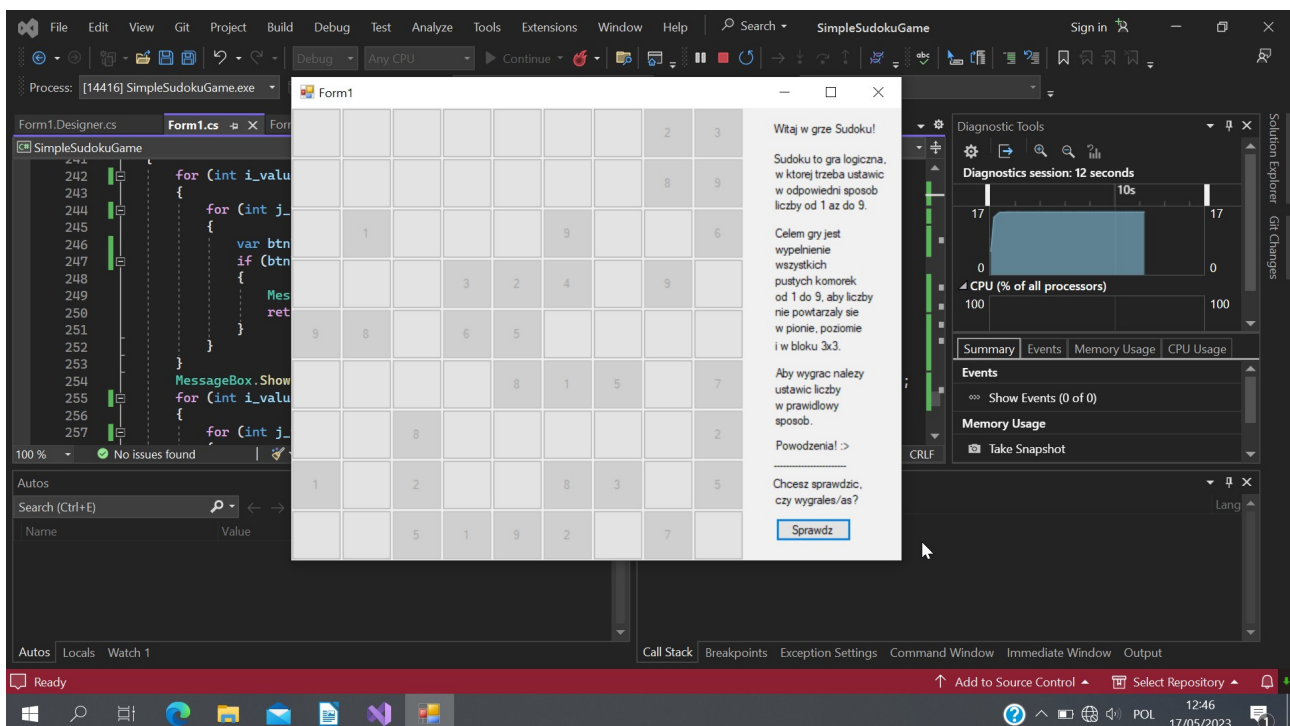 File Edit View Git Project Build Debug Test Analyze Tools Extensions Window Help Search SimpleSudokuGame Sign in
Debug Any CPU Continue
Process: [14416] SimpleSudokuGame.exe
Form1
Form1.Designer.cs Form1.cs
SimpleSudokuGame
241 {
242 for (int i_valu
243 {
244 for (int j_
245 {
246 var btn
247 if (btn
248 {
249 Mes
250 ret
251 }
252 }
253 }
254 MessageBox.Show
255 for (int i_valu
256 {
257 for (int j_
100 % No issues found
CRLF
2 3
8 9
1 9 6
3 2 4 9
9 8 6 5
8 1 5 7
8 2
1 2 8 3 5
5 1 9 2 7
Witaj w grze Sudoku!
Sudoku to gra logiczna,
w ktorej trzeba ustawic
w odpowiedni sposob
liczby od 1 az do 9.
Celem gry jest
wypelnienie
wszystkich
pustych komorek
od 1 do 9, aby liczby
nie powtarzaly sie
w pionie, poziomie
i w bloku 3x3.
Aby wygrac nalezy
ustawic liczby
w prawidlowy
sposob.
Powodzenia! :>
------------------------
Chcesz sprawdzic,
czy wygrales/as?
Sprawdz
Diagnostic Tools
Diagnostics session: 12 seconds
10s
17 17
0 0
CPU (% of all processors)
100 100
Summary Events Memory Usage CPU Usage
Events
Show Events (0 of 0)
Memory Usage
Take Snapshot
Solution Explorer
Git Changes
Autos
Search (Ctrl+E)
Name Value
Lang
Autos Locals Watch 1
Call Stack Breakpoints Exception Settings Command Window Immediate Window Output
Ready
Add to Source Control Select Repository
POL
12:46
17/05/2023